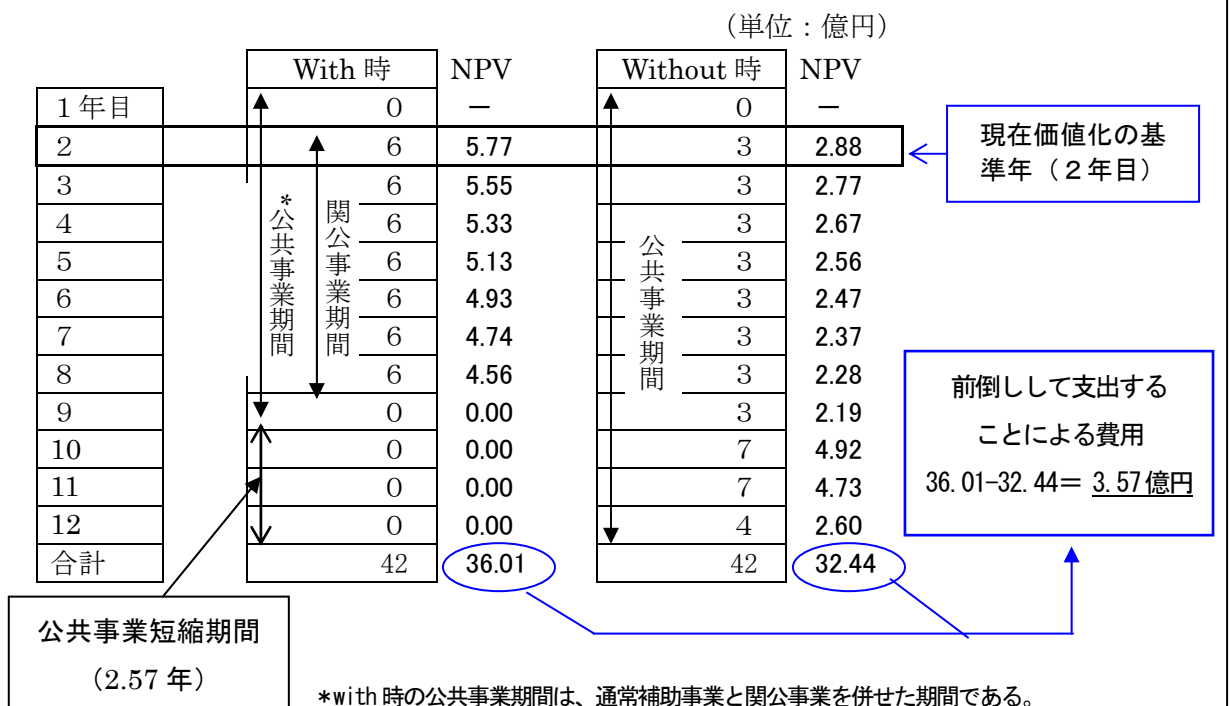 （単位：億円）
With 時 NPV Without 時 NPV
1年目 0 － 0 －
2 6 5.77 3 2.88
3 6 5.55 3 2.77
4 6 5.33 3 2.67
5 6 5.13 3 2.56
6 6 4.93 3 2.47
7 6 4.74 3 2.37
8 6 4.56 3 2.28
9 0 0.00 3 2.19
10 0 0.00 7 4.92
11 0 0.00 7 4.73
12 0 0.00 4 2.60
合計 42 36.01 42 32.44
*公共事業期間
関公事業期間
公共事業期間
現在価値化の基
準年（２年目）
前倒しして支出する
ことによる費用
36.01-32.44＝ 3.57億円
公共事業短縮期間
（2.57 年）
*with 時の公共事業期間は、通常補助事業と関公事業を併せた期間である。